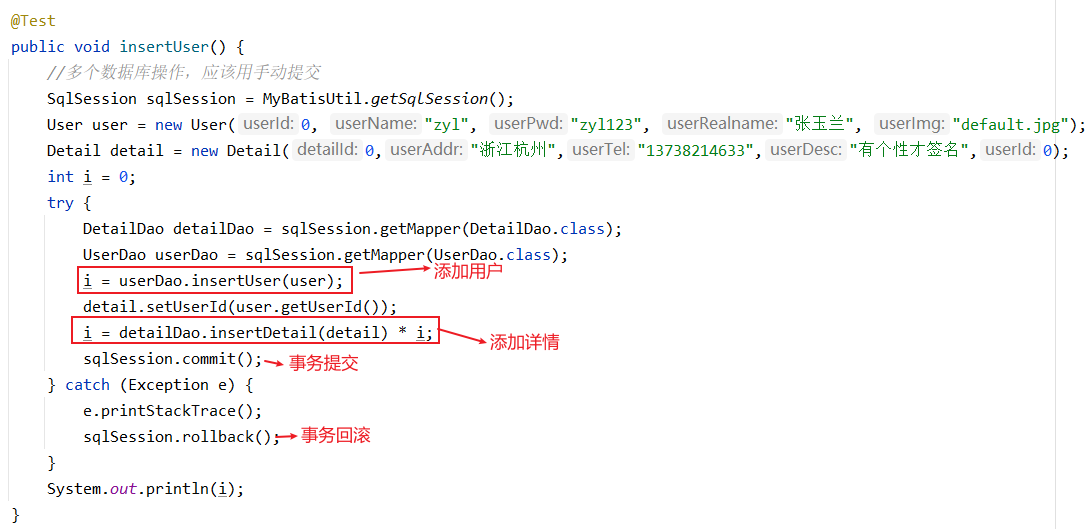 @Test
public void insertUser() {
//多个数据库操作，应该用手动提交
SqlSession sqlSession = MyBatisUtil.getSqlSession();
User user = new User( userId: 0, userName: "zyl", userPwd: "zyl123", userRealname: "张玉兰", userImg: "default.jpg");
Detail detail = new Detail( detailId: 0, userAddr: "浙江杭州", userTel: "13738214633", userDesc: "有个性才签名", userId: 0);
int i = 0;
try {
DetailDao detailDao = sqlSession.getMapper(DetailDao.class);
UserDao userDao = sqlSession.getMapper(UserDao.class);
i = userDao.insertUser(user); 添加用户
detail.setUserId(user.getUserId());
i = detailDao.insertDetail(detail) * i; 添加详情
sqlSession.commit(); 事务提交
} catch (Exception e) {
e.printStackTrace();
sqlSession.rollback(); 事务回滚
}
System.out.println(i);
}